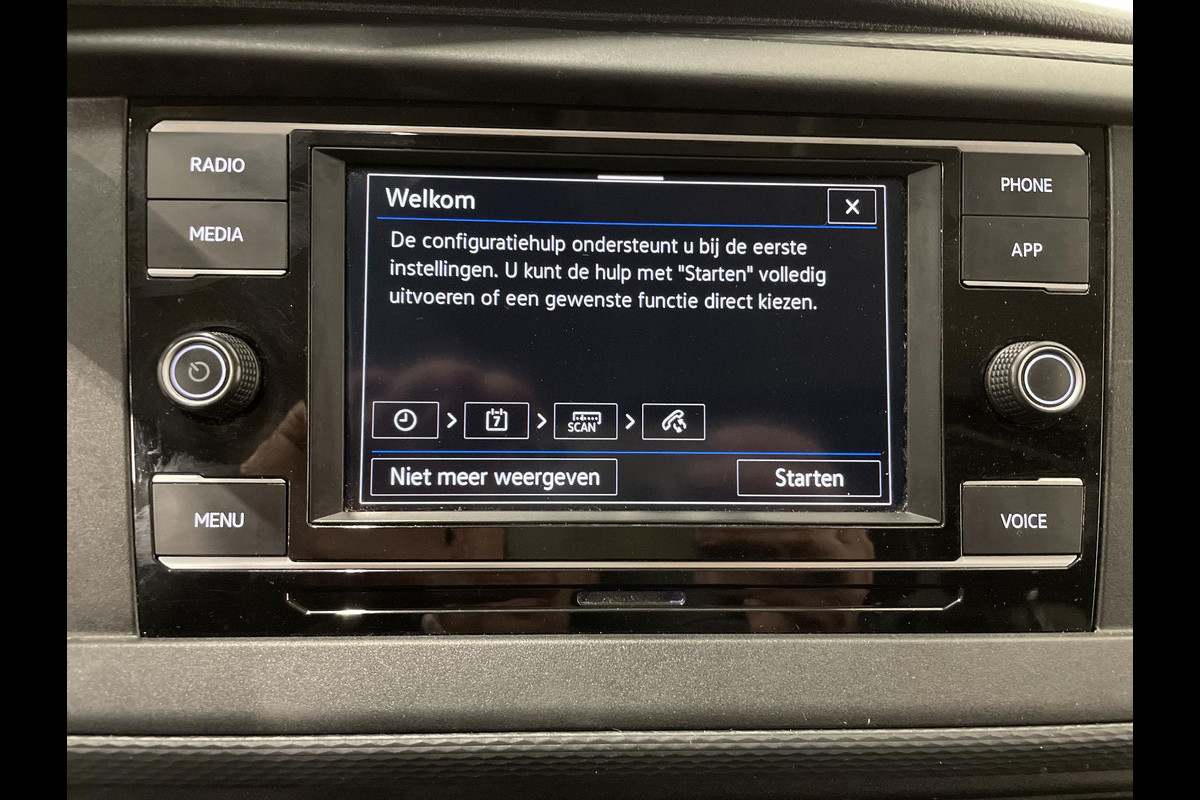 RADIO
MEDIA
MENU
Welkom
X
De configuratiehulp ondersteunt u bij de eerste
instellingen. U kunt de hulp met "Starten" volledig
uitvoeren of een gewenste functie direct kiezen.
7
SCAN
Niet meer weergeven
Starten
PHONE
APP
VOICE